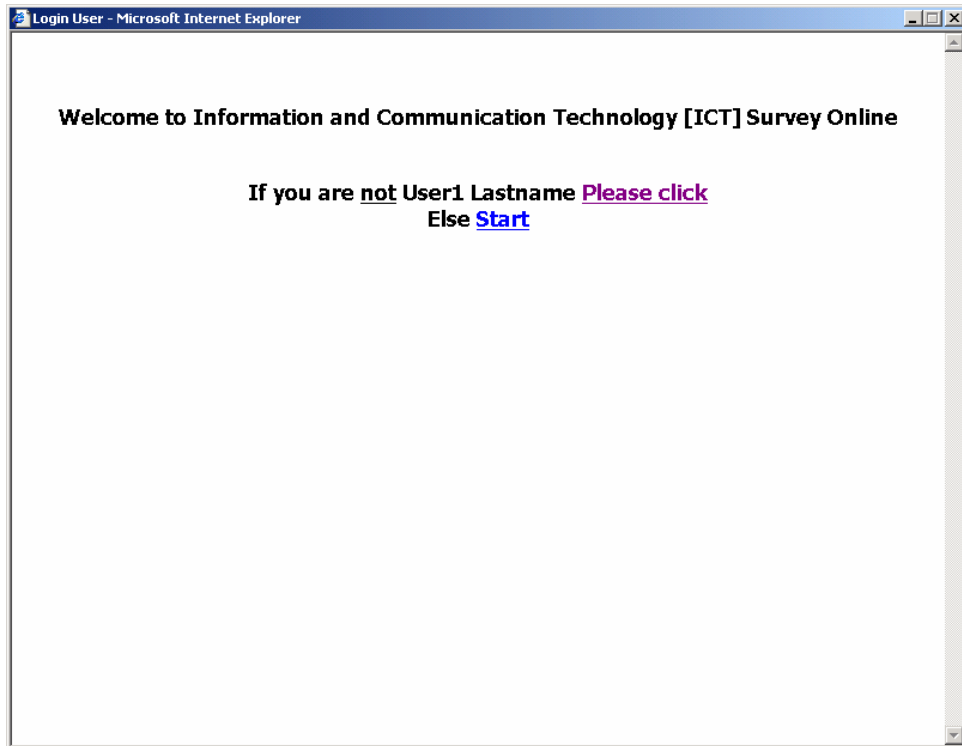 Login User - Microsoft Internet Explorer
Welcome to Information and Communication Technology [ICT] Survey Online
If you are not User1 Lastname Please click
Else Start